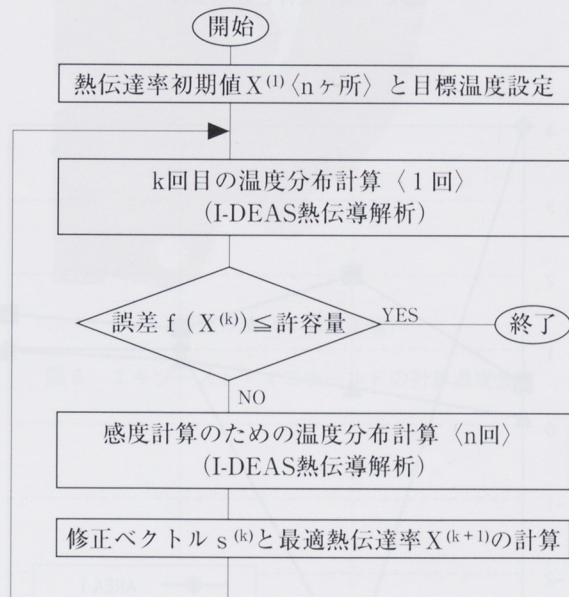 開始
熱伝達率初期値X⁽¹⁾〈nヶ所〉と目標温度設定
k回目の温度分布計算〈1回〉
(I-DEAS熱伝導解析)
誤差 f (X⁽ᵏ⁾)≦許容量
YES
終了
NO
感度計算のための温度分布計算〈n回〉
(I-DEAS熱伝導解析)
修正ベクトル s⁽ᵏ⁾と最適熱伝達率X⁽ᵏ⁺¹⁾の計算